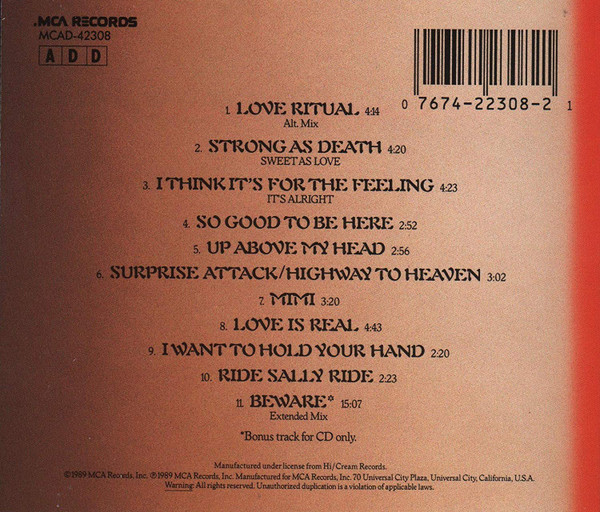 .MCA RECORDS
MCAD-42308
A D D
0 7674-22308-2 1
1. LOVE RITUAL 4:14
Alt. Mix
2. STRONG AS DEATH 4:20
SWEET AS LOVE
3. I THINK IT'S FOR THE FEELING 4:23
IT'S ALRIGHT
4. SO GOOD TO BE HERE 2:52
5. UP ABOVE MY HEAD 2:56
6. SURPRISE ATTACK/HIGHWAY TO HEAVEN 3:02
7. MIMI 3:20
8. LOVE IS REAL 4:43
9. I WANT TO HOLD YOUR HAND 2:20
10. RIDE SALLY RIDE 2:23
11. BEWARE* 15:07
Extended Mix
*Bonus track for CD only.
Manufactured under license from Hi/Cream Records.
©1989 MCA Records, Inc. ℗1989 MCA Records, Inc. Manufactured for MCA Records, Inc. 70 Universal City Plaza, Universal City, California, U.S.A.
Warning: All rights reserved. Unauthorized duplication is a violation of applicable laws.